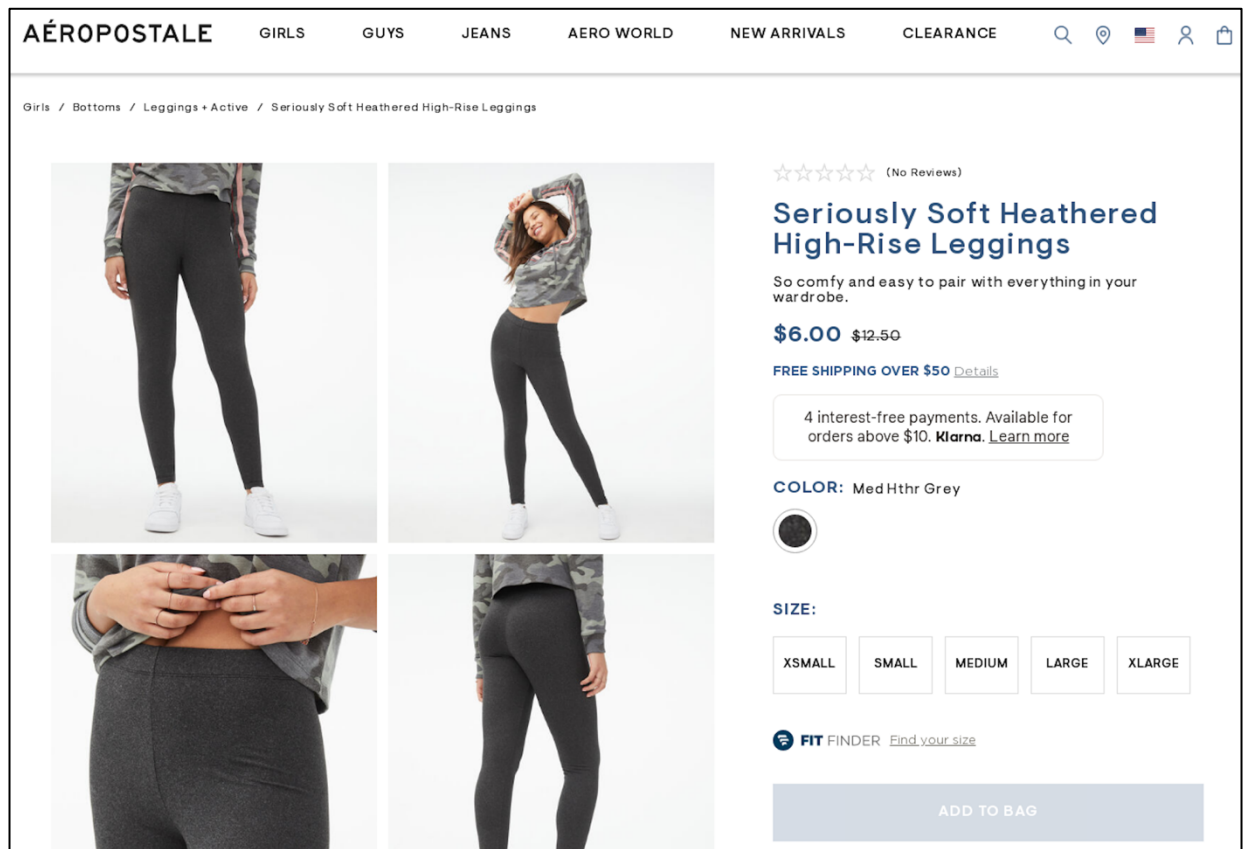 AÉROPOSTALE GIRLS GUYS JEANS AERO WORLD NEW ARRIVALS CLEARANCE
Girls / Bottoms / Leggings + Active / Seriously Soft Heathered High-Rise Leggings
(No Reviews)
Seriously Soft Heathered
High-Rise Leggings
So comfy and easy to pair with everything in your
wardrobe.
$6.00 $12.50
FREE SHIPPING OVER $50 Details
4 interest-free payments. Available for
orders above $10. Klarna. Learn more
COLOR: Med Hthr Grey
SIZE:
XSMALL SMALL MEDIUM LARGE XLARGE
FIT FINDER Find your size
ADD TO BAG